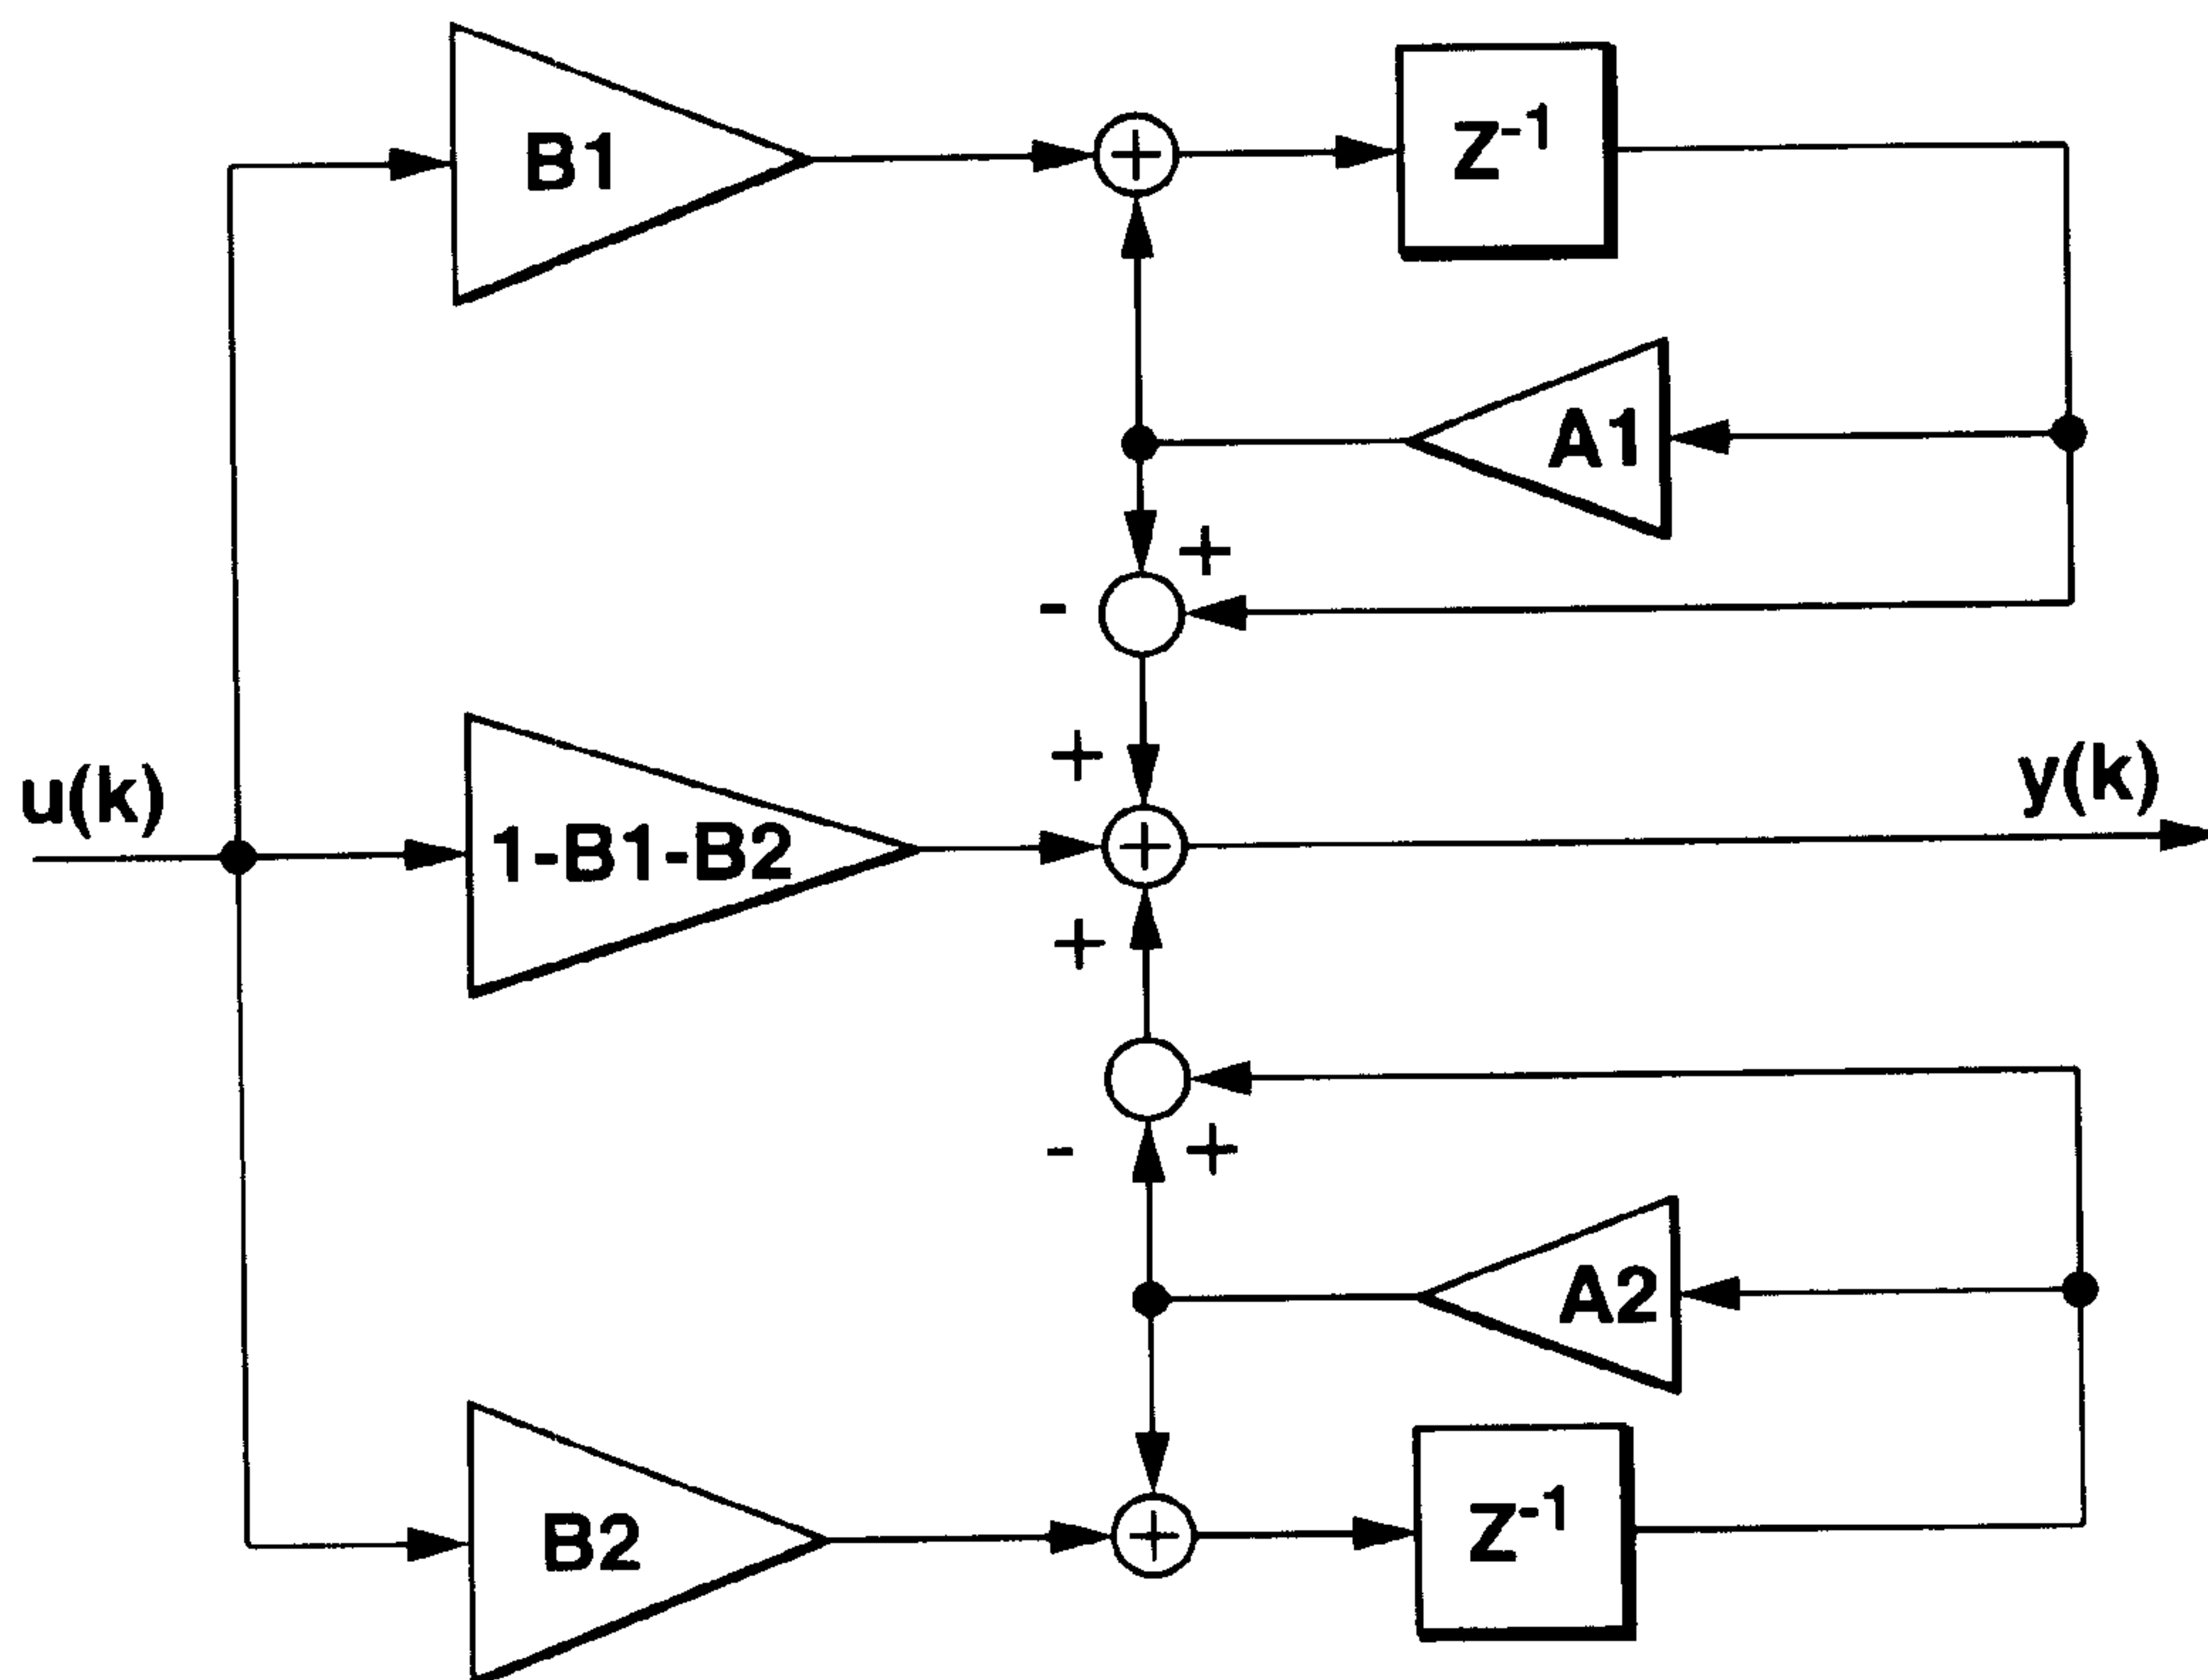 B1
Z⁻¹
A1
+
-
+
u(k)
1-B1-B2
y(k)
+
-
+
A2
B2
Z⁻¹